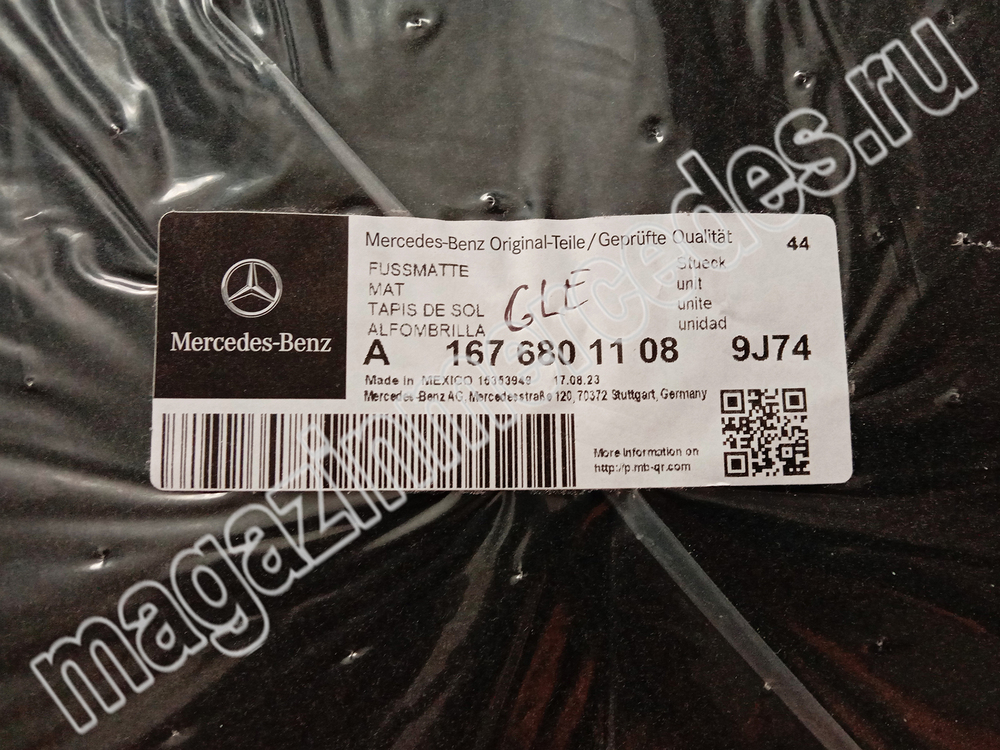 Mercedes-Benz Original-Teile/Geprüfte Qualität 44
FUSSMATTE Stueck
MAT unit
TAPIS DE SOL unite
ALFOMBRILLA unidad
GLE
Mercedes-Benz
A 167 680 11 08 9J74
Made in MEXICO 16353949 17.08.23
Mercedes-Benz AG, Mercedesstraße 120, 70372 Stuttgart, Germany
More Information on
http://p.mb-qr.com
magazinmercedes.ru